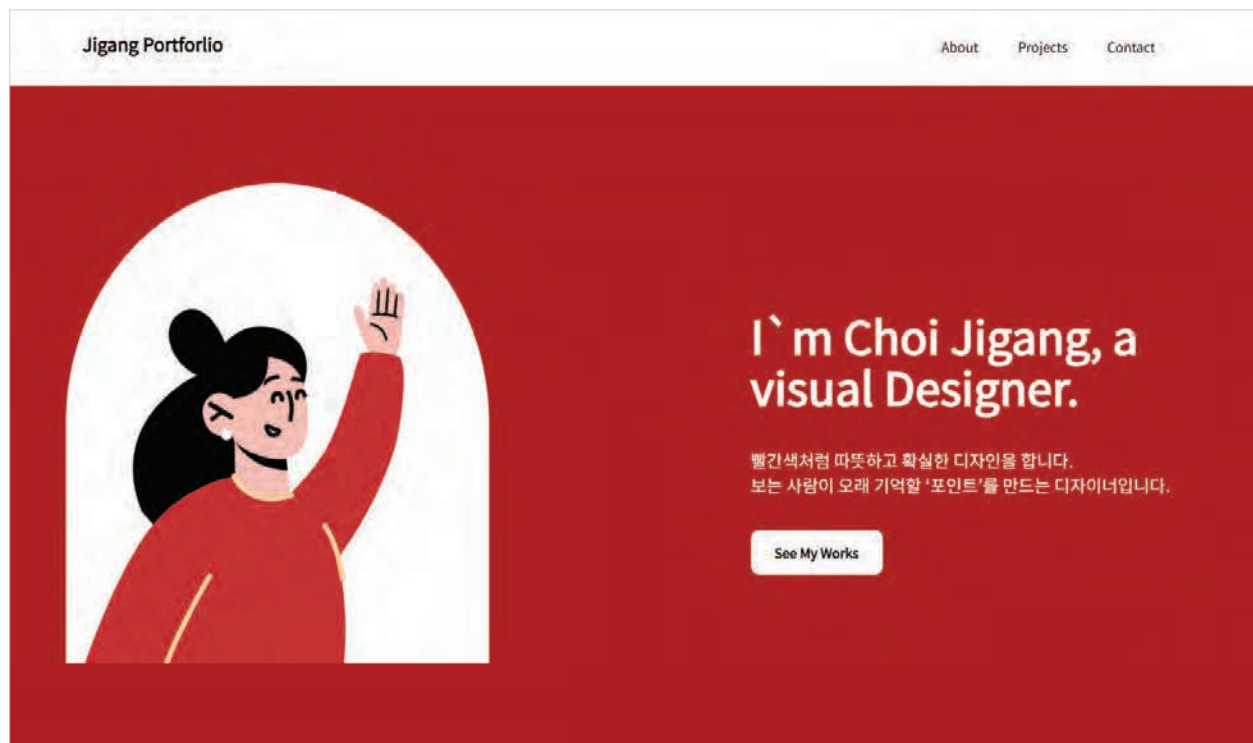 Jigang Portforlio
About Projects Contact
I`m Choi Jigang, a
visual Designer.
빨간색처럼 따뜻하고 확실한 디자인을 합니다.
보는 사람이 오래 기억할 ‘포인트’를 만드는 디자이너입니다.
See My Works